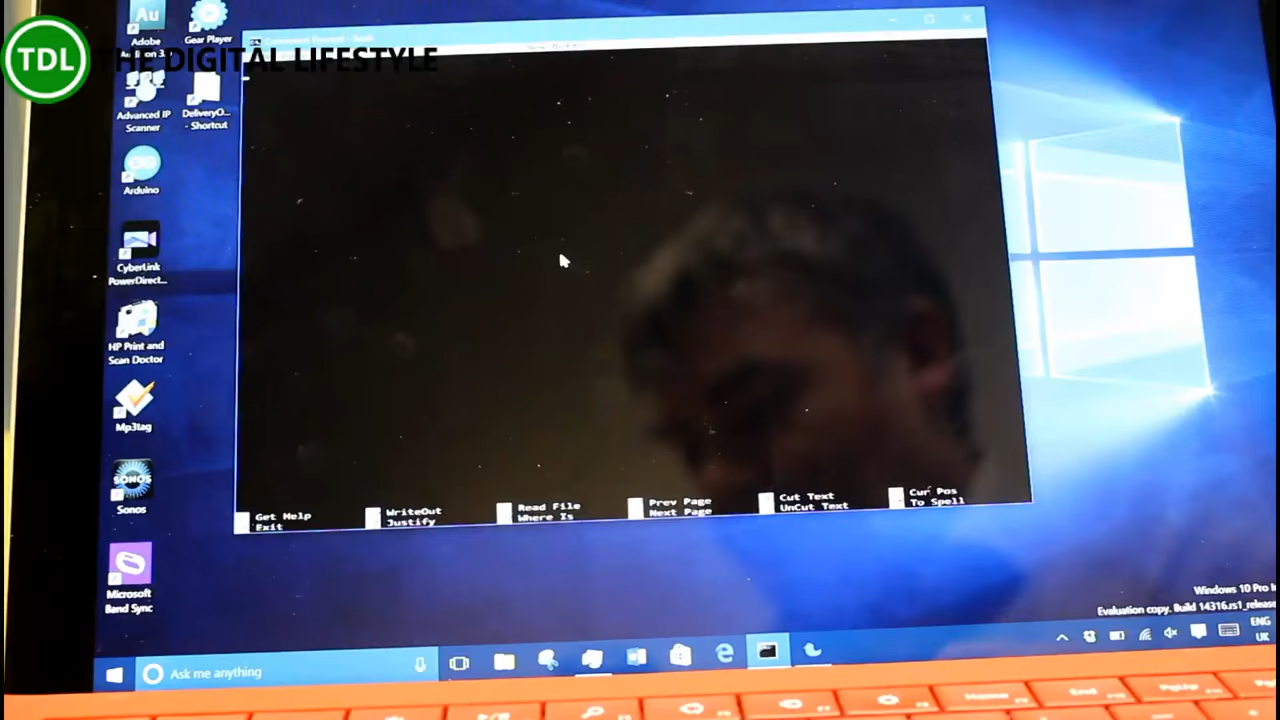 TDL
THE DIGITAL LIFESTYLE
Au
Adobe
Gear Player
Advanced IP
Scanner
DeliveryO...
- Shortcut
Arduino
CyberLink
PowerDirect...
HP Print and
Scan Doctor
Mp3tag
SONOS
Sonos
Microsoft
Band Sync
Get Help
Exit
WriteOut
Justify
Read File
Where Is
Prev Page
Next Page
Cut Text
UnCut Text
Cur Pos
To Spell
Windows 10 Pro
Evaluation copy. Build 14316.rs1_release
ENG
UK
Ask me anything
Home
End
PgUp